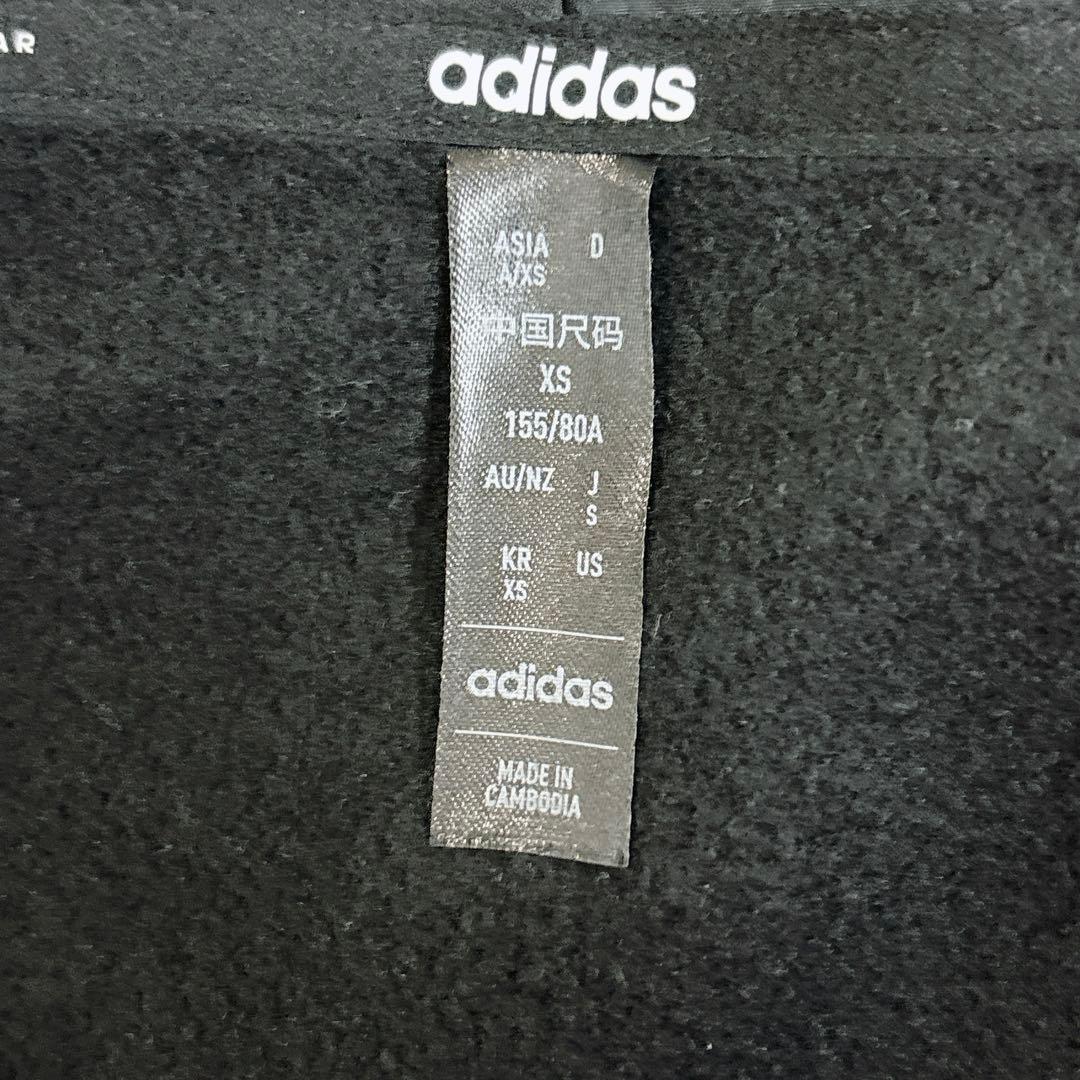 AR
adidas
ASIA D
A/XS
中国尺码
XS
155/80A
AU/NZ J
S
KR US
XS
adidas
MADE IN
CAMBODIA